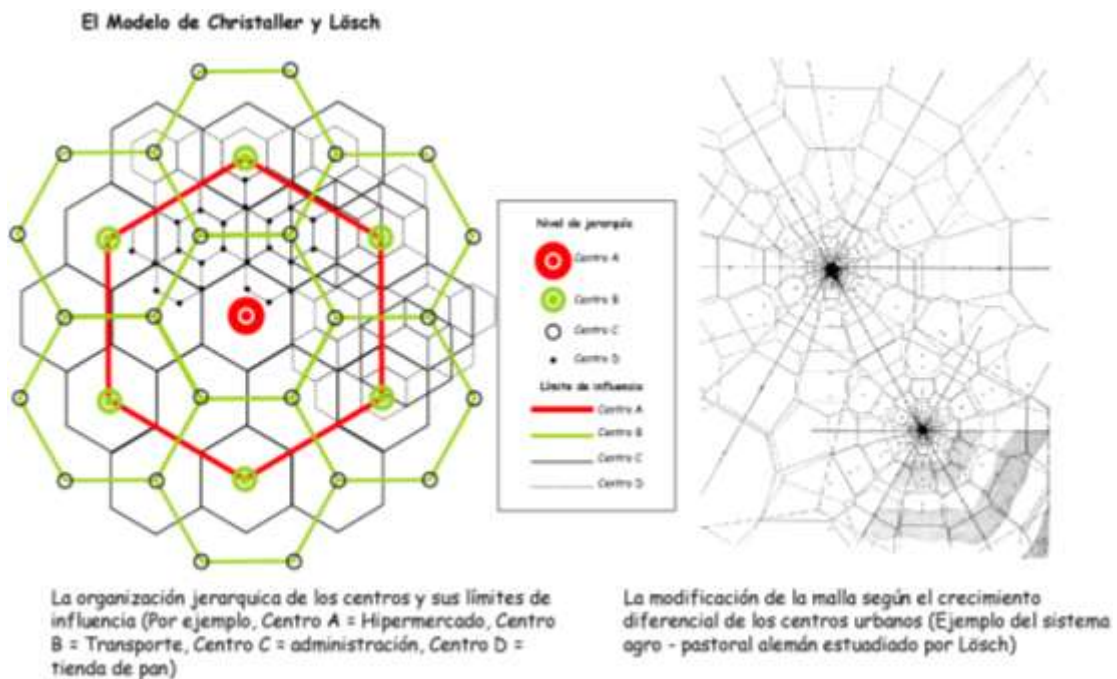 El Modelo de Christaller y Lösch
Nivel de jerarquía
Centro A
Centro B
Centro C
Centro D
Límite de influencia
Centro A
Centro B
Centro C
Centro D
La organización jerarquica de los centros y sus límites de
influencia (Por ejemplo, Centro A = Hipermercado, Centro
B = Transporte, Centro C = administración, Centro D =
tienda de pan)
La modificación de la malla según el crecimiento
diferencial de los centros urbanos (Ejemplo del sistema
agro - pastoral alemán estuadiado por Lösch)